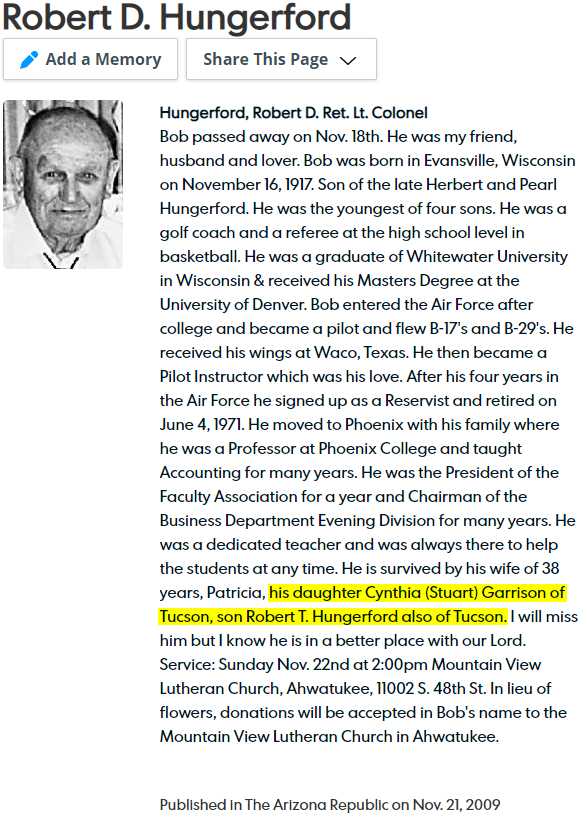 Robert D. Hungerford
Add a Memory
Share This Page
Hungerford, Robert D. Ret. Lt. Colonel
Bob passed away on Nov. 18th. He was my friend,
husband and lover. Bob was born in Evansville, Wisconsin
on November 16, 1917. Son of the late Herbert and Pearl
Hungerford. He was the youngest of four sons. He was a
golf coach and a referee at the high school level in
basketball. He was a graduate of Whitewater University
in Wisconsin & received his Masters Degree at the
University of Denver. Bob entered the Air Force after
college and became a pilot and flew B-17's and B-29's. He
received his wings at Waco, Texas. He then became a
Pilot Instructor which was his love. After his four years in
the Air Force he signed up as a Reservist and retired on
June 4, 1971. He moved to Phoenix with his family where
he was a Professor at Phoenix College and taught
Accounting for many years. He was the President of the
Faculty Association for a year and Chairman of the
Business Department Evening Division for many years. He
was a dedicated teacher and was always there to help
the students at any time. He is survived by his wife of 38
years, Patricia, his daughter Cynthia (Stuart) Garrison of
Tucson, son Robert T. Hungerford also of Tucson. I will miss
him but I know he is in a better place with our Lord.
Service: Sunday Nov. 22nd at 2:00pm Mountain View
Lutheran Church, Ahwatukee, 11002 S. 48th St. In lieu of
flowers, donations will be accepted in Bob's name to the
Mountain View Lutheran Church in Ahwatukee.
Published in The Arizona Republic on Nov. 21, 2009